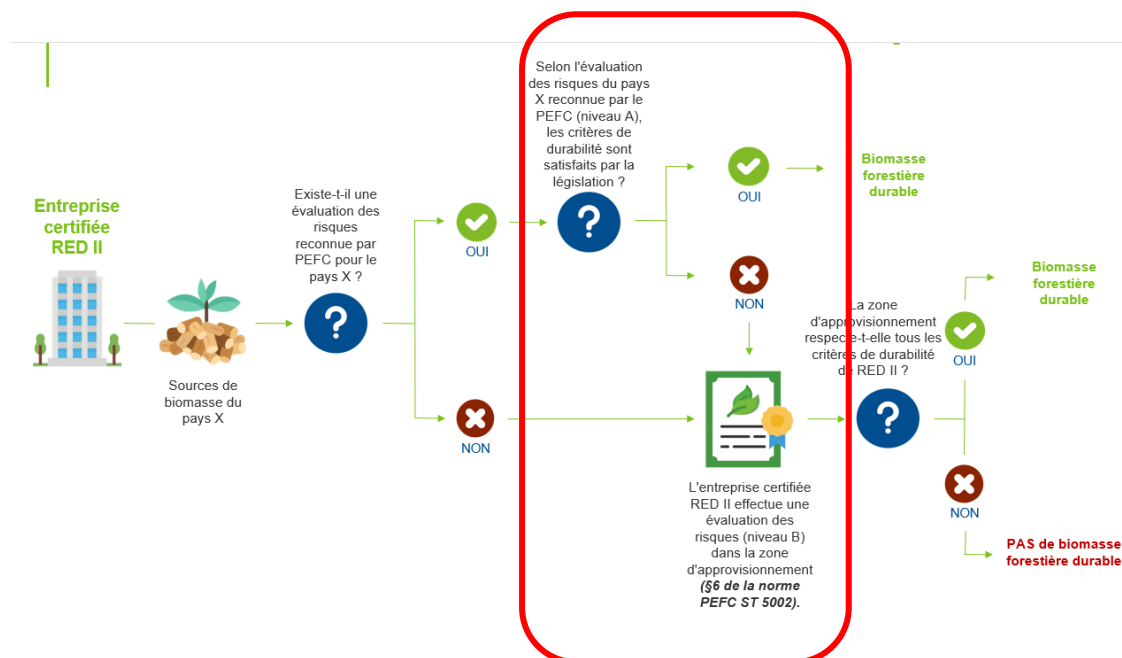 Entreprise
certifiée
RED II
Sources de
biomasse du
pays X
Existe-t-il une
évaluation des
risques
reconnue par
PEFC pour le
pays X ?
OUI
NON
Selon l'évaluation
des risques du pays
X reconnue par le
PEFC (niveau A),
les critères de
durabilité sont
satisfaits par la
législation ?
OUI
Biomasse
forestière
durable
NON
L'entreprise certifiée
RED II effectue une
évaluation des
risques (niveau B)
dans la zone
d'approvisionnement
(§6 de la norme
PEFC ST 5002).
La zone
d'approvisionnement
respecte-t-elle tous les
critères de durabilité
de RED II ?
OUI
Biomasse
forestière
durable
NON
PAS de biomasse
forestière durable